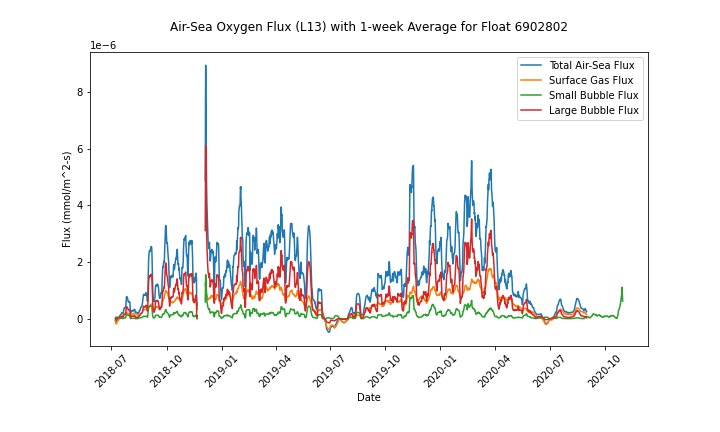 Air-Sea Oxygen Flux (L13) with 1-week Average for Float 6902802
1e−6
Total Air-Sea Flux
Surface Gas Flux
Small Bubble Flux
Large Bubble Flux
8
6
4
2
0
Flux (mmol/m^2-s)
2018-07
2018-10
2019-01
2019-04
2019-07
2019-10
2020-01
2020-04
2020-07
2020-10
Date